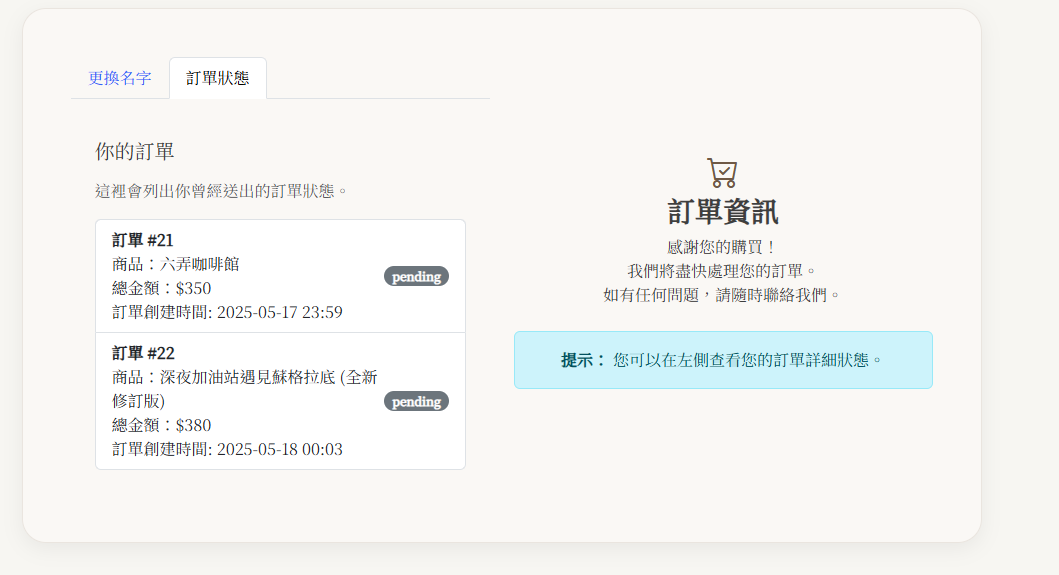 更換名字
訂單狀態
你的訂單
這裡會列出你曾經送出的訂單狀態。
訂單 #21
商品：六弄咖啡館
總金額：$350
訂單創建時間: 2025-05-17 23:59
pending
訂單 #22
商品：深夜加油站遇見蘇格拉底 (全新
修訂版)
總金額：$380
訂單創建時間: 2025-05-18 00:03
pending
訂單資訊
感謝您的購買！
我們將盡快處理您的訂單。
如有任何問題，請隨時聯絡我們。
提示： 您可以在左側查看您的訂單詳細狀態。